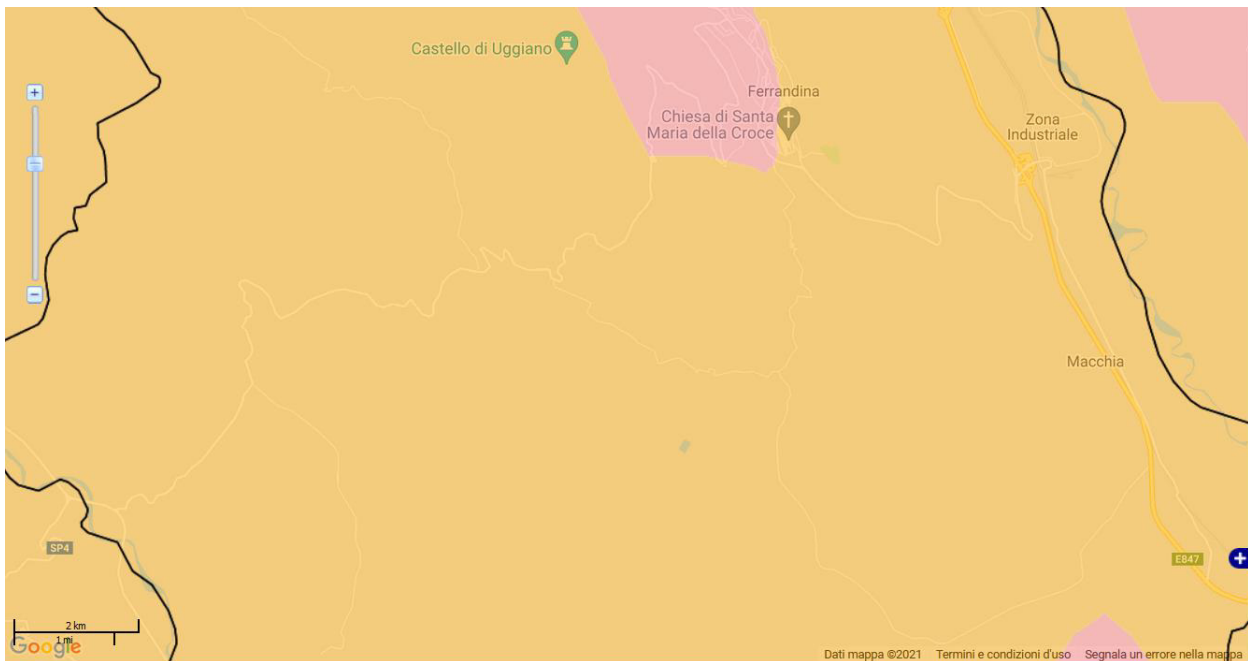 Castello di Uggiano
Ferrandina
Chiesa di Santa
Maria della Croce
Zona
Industriale
+
−
Macchia
SP4
E847
+
2 km
1 mi
Google
Dati mappa ©2021 Termini e condizioni d'uso Segnala un errore nella mappa